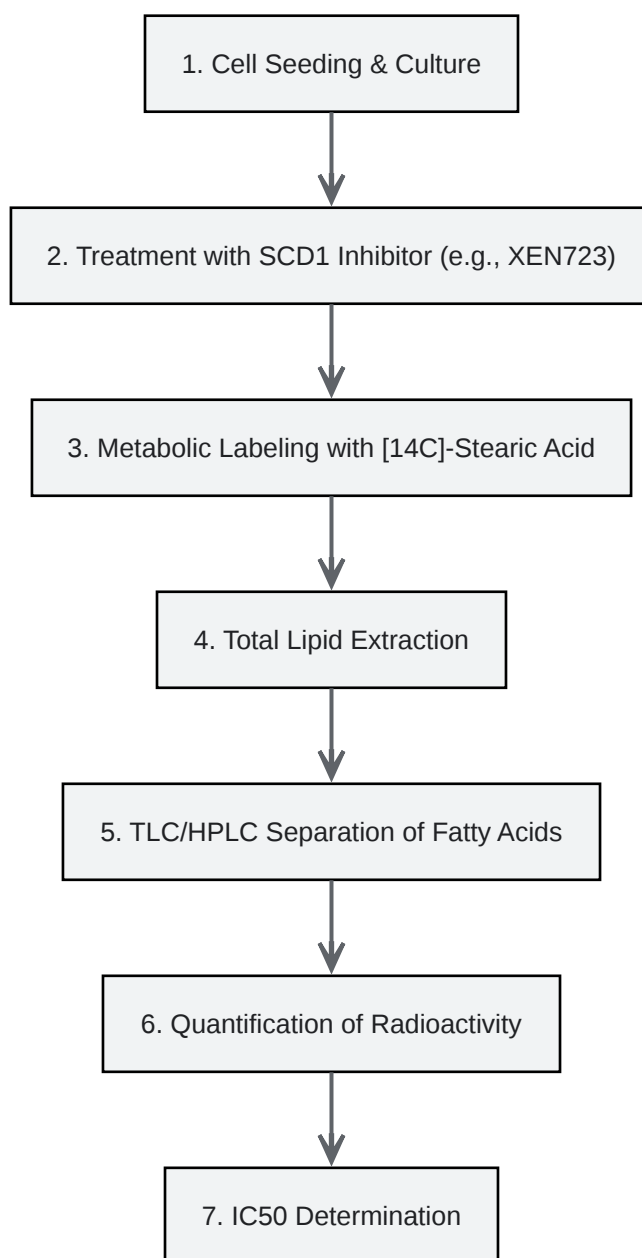 1. Cell Seeding & Culture
2. Treatment with SCD1 Inhibitor (e.g., XEN723)
3. Metabolic Labeling with [14C]-Stearic Acid
4. Total Lipid Extraction
5. TLC/HPLC Separation of Fatty Acids
6. Quantification of Radioactivity
7. IC50 Determination